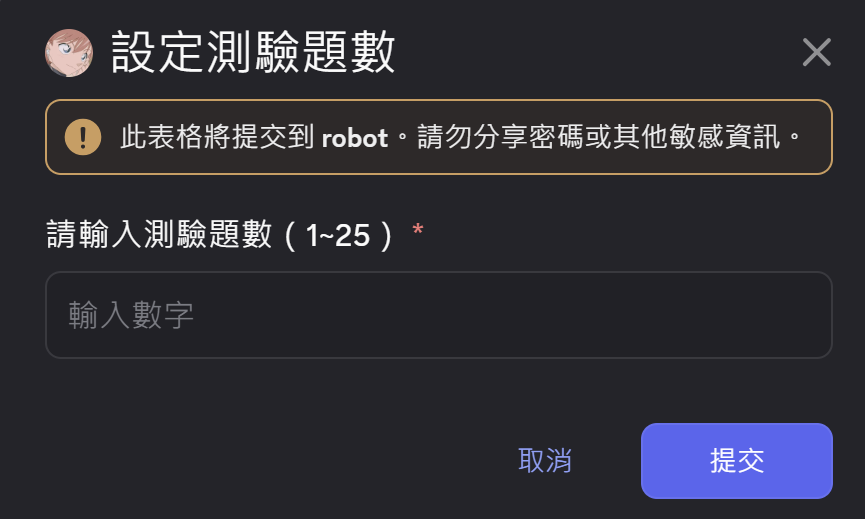 設定測驗題數
此表格將提交到 robot。請勿分享密碼或其他敏感資訊。
請輸入測驗題數 ( 1~25 ) *
輸入數字
取消
提交